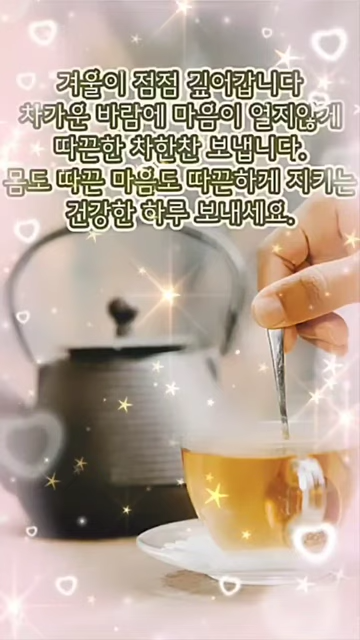 겨울이 점점 깊어갑니다
차가운 바람에 마음이 얼지않게
따끈한 차한찬 보냅니다.
몸도 따끈 마음도 따끈하게 지키는
건강한 하루 보내세요.